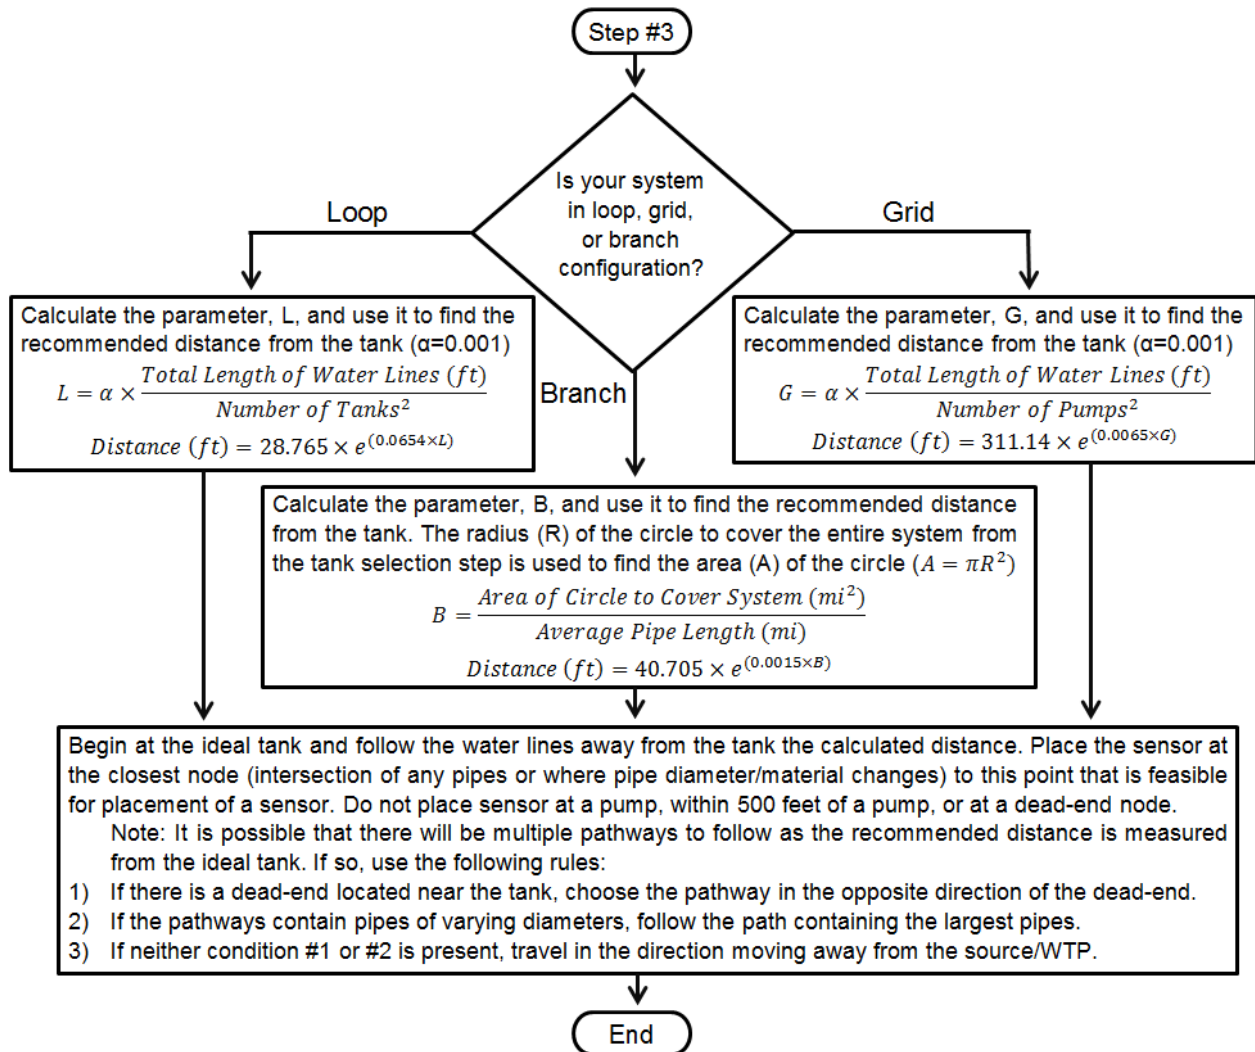 Step #3
Is your system
in loop, grid,
or branch
configuration?
Loop
Grid
Branch
Calculate the parameter, L, and use it to find the
recommended distance from the tank (α=0.001)
L = α × Total Length of Water Lines (ft) / Number of Tanks²
Distance (ft) = 28.765 × e^(0.0654×L)
Calculate the parameter, G, and use it to find the
recommended distance from the tank (α=0.001)
G = α × Total Length of Water Lines (ft) / Number of Pumps²
Distance (ft) = 311.14 × e^(0.0065×G)
Calculate the parameter, B, and use it to find the recommended distance
from the tank. The radius (R) of the circle to cover the entire system from
the tank selection step is used to find the area (A) of the circle (A = πR²)
B = Area of Circle to Cover System (mi²) / Average Pipe Length (mi)
Distance (ft) = 40.705 × e^(0.0015×B)
Begin at the ideal tank and follow the water lines away from the tank the calculated distance. Place the sensor at
the closest node (intersection of any pipes or where pipe diameter/material changes) to this point that is feasible
for placement of a sensor. Do not place sensor at a pump, within 500 feet of a pump, or at a dead-end node.
Note: It is possible that there will be multiple pathways to follow as the recommended distance is measured
from the ideal tank. If so, use the following rules:
1) If there is a dead-end located near the tank, choose the pathway in the opposite direction of the dead-end.
2) If the pathways contain pipes of varying diameters, follow the path containing the largest pipes.
3) If neither condition #1 or #2 is present, travel in the direction moving away from the source/WTP.
End